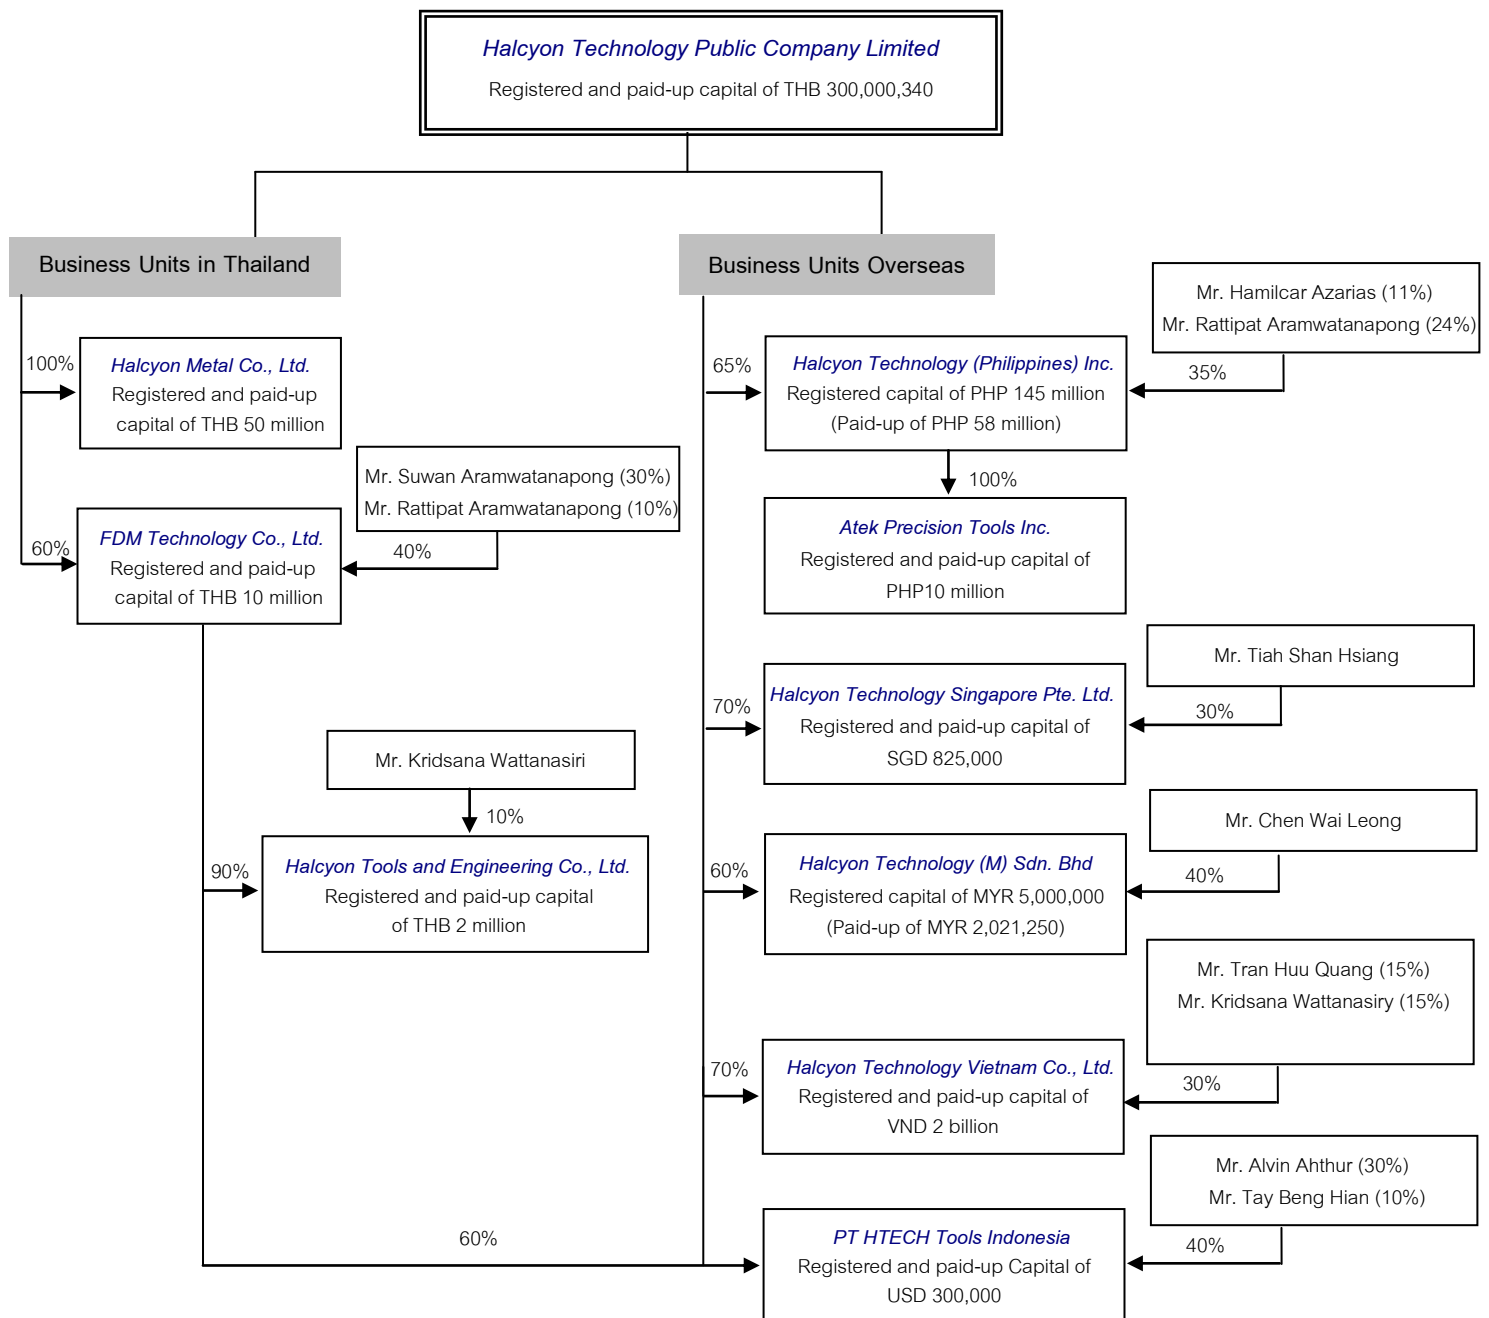 Halcyon Technology Public Company Limited
Registered and paid-up capital of THB 300,000,340
Business Units in Thailand
100%
Halcyon Metal Co., Ltd.
Registered and paid-up
capital of THB 50 million
Mr. Suwan Aramwatanapong (30%)
Mr. Rattipat Aramwatanapong (10%)
40%
60%
FDM Technology Co., Ltd.
Registered and paid-up
capital of THB 10 million
Mr. Kridsana Wattanasiri
10%
90%
Halcyon Tools and Engineering Co., Ltd.
Registered and paid-up capital
of THB 2 million
60%
Business Units Overseas
Mr. Hamilcar Azarias (11%)
Mr. Rattipat Aramwatanapong (24%)
35%
65%
Halcyon Technology (Philippines) Inc.
Registered capital of PHP 145 million
(Paid-up of PHP 58 million)
100%
Atek Precision Tools Inc.
Registered and paid-up capital of
PHP10 million
Mr. Tiah Shan Hsiang
30%
70%
Halcyon Technology Singapore Pte. Ltd.
Registered and paid-up capital of
SGD 825,000
Mr. Chen Wai Leong
40%
60%
Halcyon Technology (M) Sdn. Bhd
Registered capital of MYR 5,000,000
(Paid-up of MYR 2,021,250)
Mr. Tran Huu Quang (15%)
Mr. Kridsana Wattanasiry (15%)
30%
70%
Halcyon Technology Vietnam Co., Ltd.
Registered and paid-up capital of
VND 2 billion
Mr. Alvin Ahthur (30%)
Mr. Tay Beng Hian (10%)
40%
PT HTECH Tools Indonesia
Registered and paid-up Capital of
USD 300,000